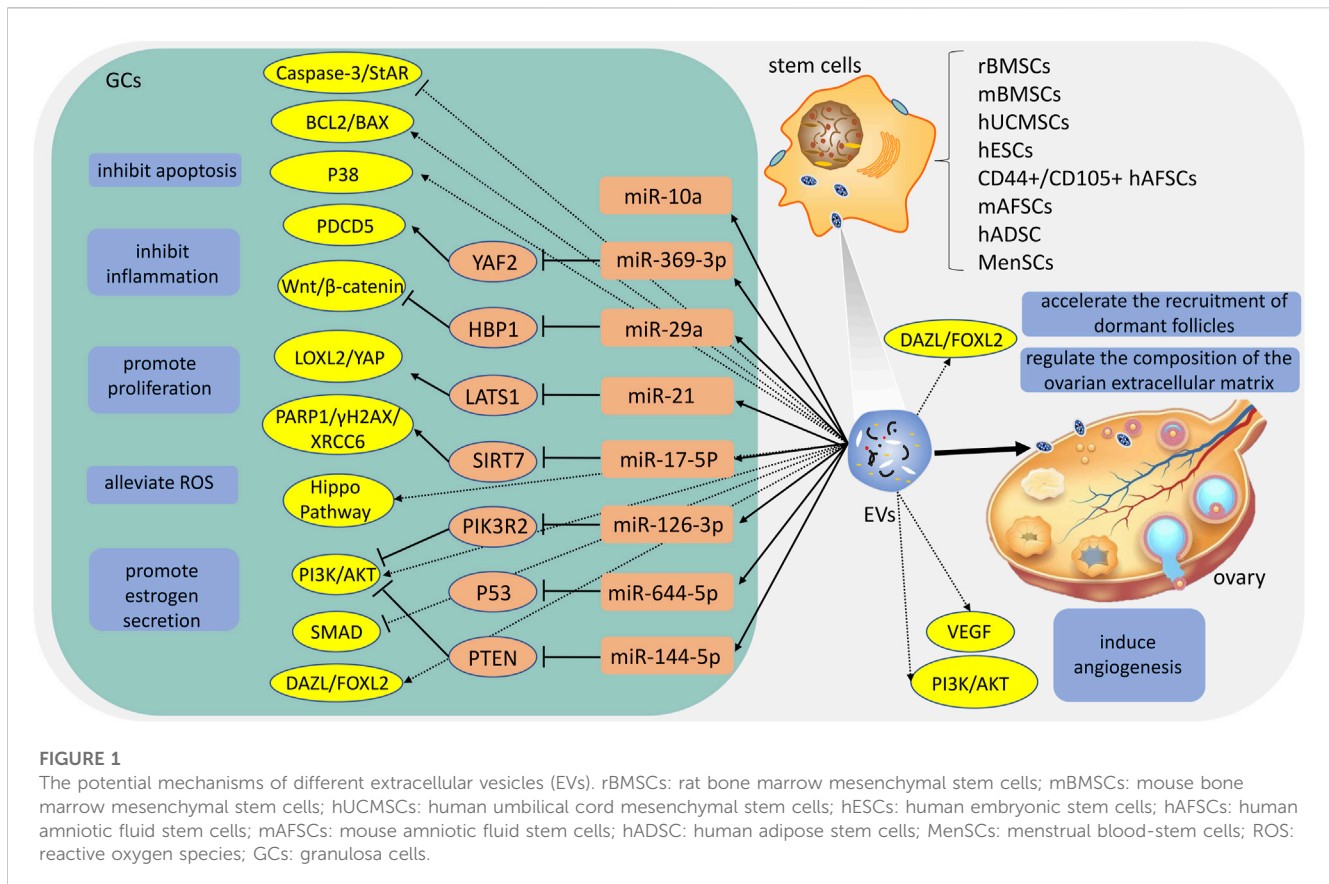 GCs
inhibit apoptosis
inhibit
inflammation
promote
proliferation
alleviate ROS
promote
estrogen
secretion
Caspase-3/StAR
BCL2/BAX
P38
PDCD5
Wnt/β-catenin
LOXL2/YAP
PARP1/γH2AX/
XRCC6
Hippo
Pathway
PI3K/AKT
SMAD
DAZL/FOXL2
YAF2
HBP1
LATS1
SIRT7
PIK3R2
P53
PTEN
miR-10a
miR-369-3p
miR-29a
miR-21
miR-17-5P
miR-126-3p
miR-644-5p
miR-144-5p
stem cells
rBMSCs
mBMSCs
hUCMSCs
hESCs
CD44+/CD105+ hAFSCs
mAFSCs
hADSC
MenSCs
accelerate the recruitment of
dormant follicles
DAZL/FOXL2
regulate the composition of the
ovarian extracellular matrix
EVs
ovary
VEGF
PI3K/AKT
induce
angiogenesis
FIGURE 1
The potential mechanisms of different extracellular vesicles (EVs). rBMSCs: rat bone marrow mesenchymal stem cells; mBMSCs: mouse bone
marrow mesenchymal stem cells; hUCMSCs: human umbilical cord mesenchymal stem cells; hESCs: human embryonic stem cells; hAFSCs: human
amniotic fluid stem cells; mAFSCs: mouse amniotic fluid stem cells; hADSC: human adipose stem cells; MenSCs: menstrual blood-stem cells; ROS:
reactive oxygen species; GCs: granulosa cells.